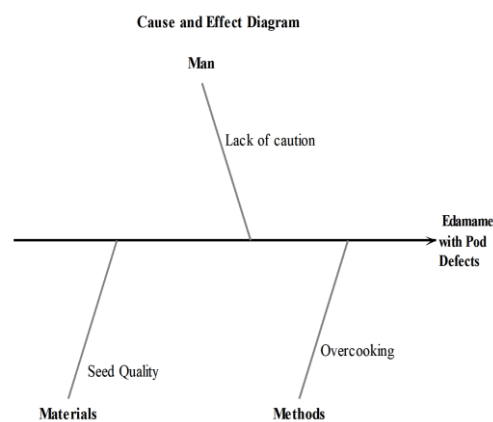 Cause and Effect Diagram
Man
Lack of caution
Edamame
with Pod
Defects
Overcooking
Seed Quality
Materials
Methods